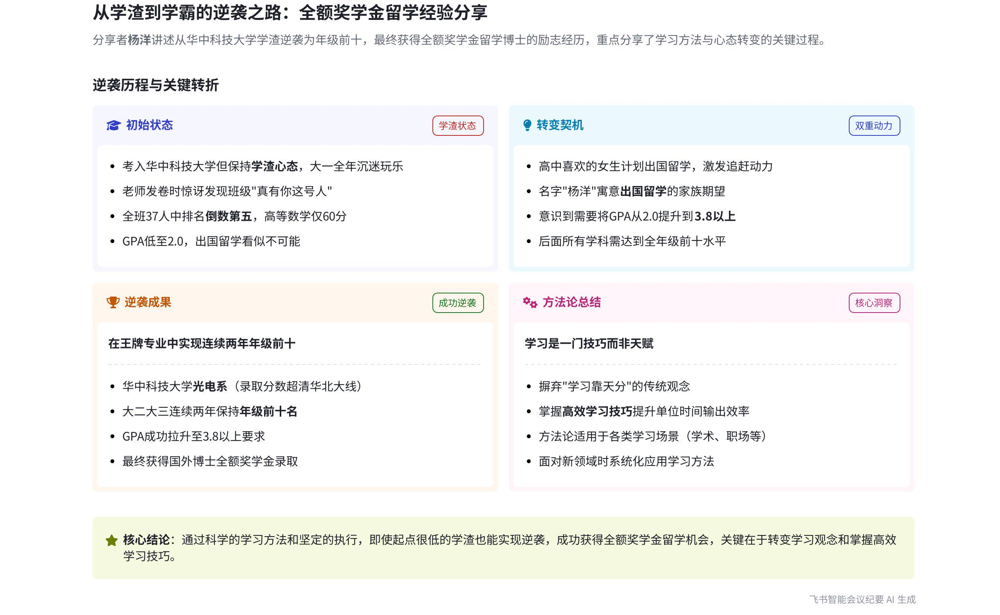 从学渣到学霸的逆袭之路：全额奖学金留学经验分享
分享者杨洋讲述从华中科技大学学渣逆袭为年级前十，最终获得全额奖学金留学博士的励志经历，重点分享了学习方法与心态转变的关键过程。
逆袭历程与关键转折
初始状态
学渣状态
考入华中科技大学但保持学渣心态，大一全年沉迷玩乐
老师发卷时惊讶发现班级"真有你这号人"
全班37人中排名倒数第五，高等数学仅60分
GPA低至2.0，出国留学看似不可能
转变契机
双重动力
高中喜欢的女生计划出国留学，激发追赶动力
名字"杨洋"寓意出国留学的家族期望
意识到需要将GPA从2.0提升到3.8以上
后面所有学科需达到全年级前十水平
逆袭成果
成功逆袭
在王牌专业中实现连续两年年级前十
华中科技大学光电系（录取分数超清华北大线）
大二大三连续两年保持年级前十名
GPA成功拉升至3.8以上要求
最终获得国外博士全额奖学金录取
方法论总结
核心洞察
学习是一门技巧而非天赋
摒弃"学习靠天分"的传统观念
掌握高效学习技巧提升单位时间输出效率
方法论适用于各类学习场景（学术、职场等）
面对新领域时系统化应用学习方法
核心结论：通过科学的学习方法和坚定的执行，即使起点很低的学渣也能实现逆袭，成功获得全额奖学金留学机会，关键在于转变学习观念和掌握高效
学习技巧。
飞书智能会议纪要 AI 生成